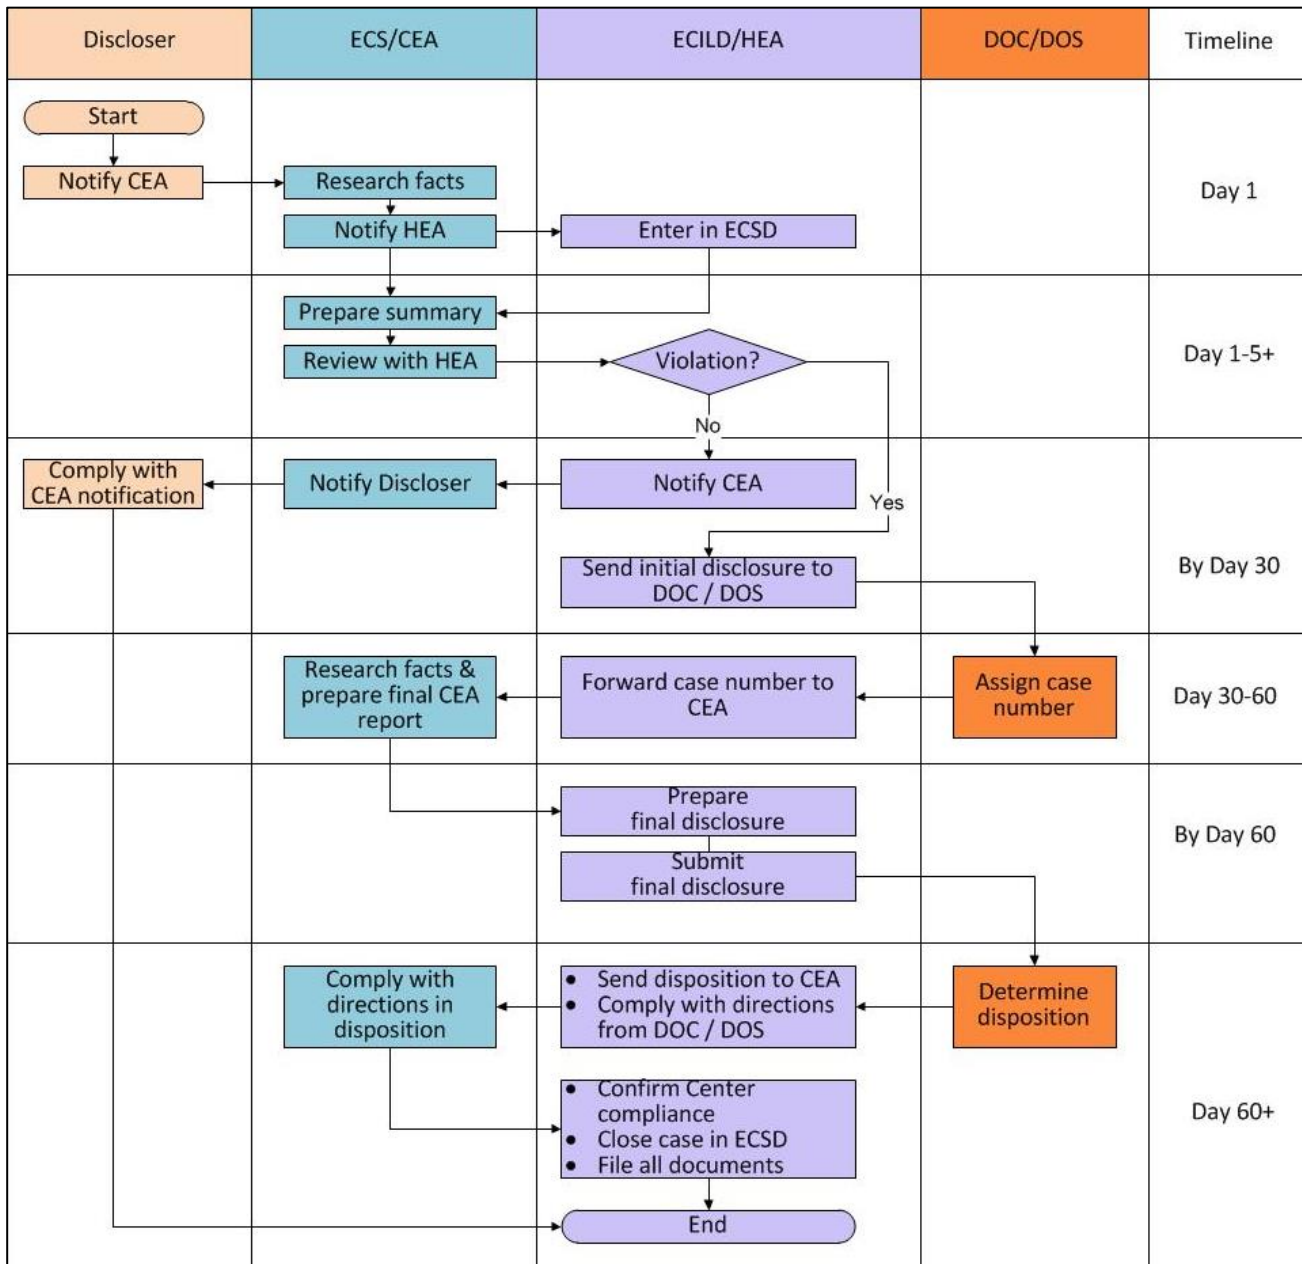 Discloser
ECS/CEA
ECILD/HEA
DOC/DOS
Timeline
Start
Notify CEA
Research facts
Day 1
Notify HEA
Enter in ECSD
Prepare summary
Review with HEA
Violation?
Day 1-5+
No
Comply with
CEA notification
Notify Discloser
Notify CEA
Yes
Send initial disclosure to
DOC / DOS
By Day 30
Research facts &
prepare final CEA
report
Forward case number to
CEA
Assign case
number
Day 30-60
Prepare
final disclosure
By Day 60
Submit
final disclosure
Comply with
directions in
disposition
• Send disposition to CEA
• Comply with directions
from DOC / DOS
Determine
disposition
• Confirm Center
compliance
• Close case in ECSD
• File all documents
Day 60+
End